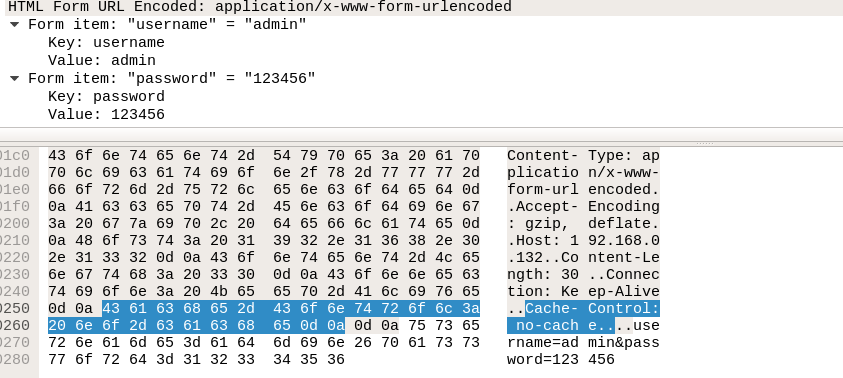 HTML Form URL Encoded: application/x-www-form-urlencoded
Form item: "username" = "admin"
Key: username
Value: admin
Form item: "password" = "123456"
Key: password
Value: 123456
01c0 43 6f 6e 74 65 6e 74 2d 54 79 70 65 3a 20 61 70 Content- Type: ap
01d0 70 6c 69 63 61 74 69 6f 6e 2f 78 2d 77 77 77 2d plicatio n/x-www-
01e0 66 6f 72 6d 2d 75 72 6c 65 6e 63 6f 64 65 64 0d form-url encoded.
01f0 0a 41 63 63 65 70 74 2d 45 6e 63 6f 64 69 6e 67 .Accept- Encoding
0200 3a 20 67 7a 69 70 2c 20 64 65 66 6c 61 74 65 0d : gzip, deflate.
0210 0a 48 6f 73 74 3a 20 31 39 32 2e 31 36 38 2e 30 .Host: 1 92.168.0
0220 2e 31 33 32 0d 0a 43 6f 6e 74 65 6e 74 2d 4c 65 .132..Co ntent-Le
0230 6e 67 74 68 3a 20 33 30 0d 0a 43 6f 6e 6e 65 63 ngth: 30 ..Connec
0240 74 69 6f 6e 3a 20 4b 65 65 70 2d 41 6c 69 76 65 tion: Ke ep-Alive
0250 0d 0a 43 61 63 68 65 2d 43 6f 6e 74 72 6f 6c 3a ..Cache- Control:
0260 20 6e 6f 2d 63 61 63 68 65 0d 0a 0d 0a 75 73 65 no-cach e....use
0270 72 6e 61 6d 65 3d 61 64 6d 69 6e 26 70 61 73 73 rname=ad min&pass
0280 77 6f 72 64 3d 31 32 33 34 35 36 word=123 456